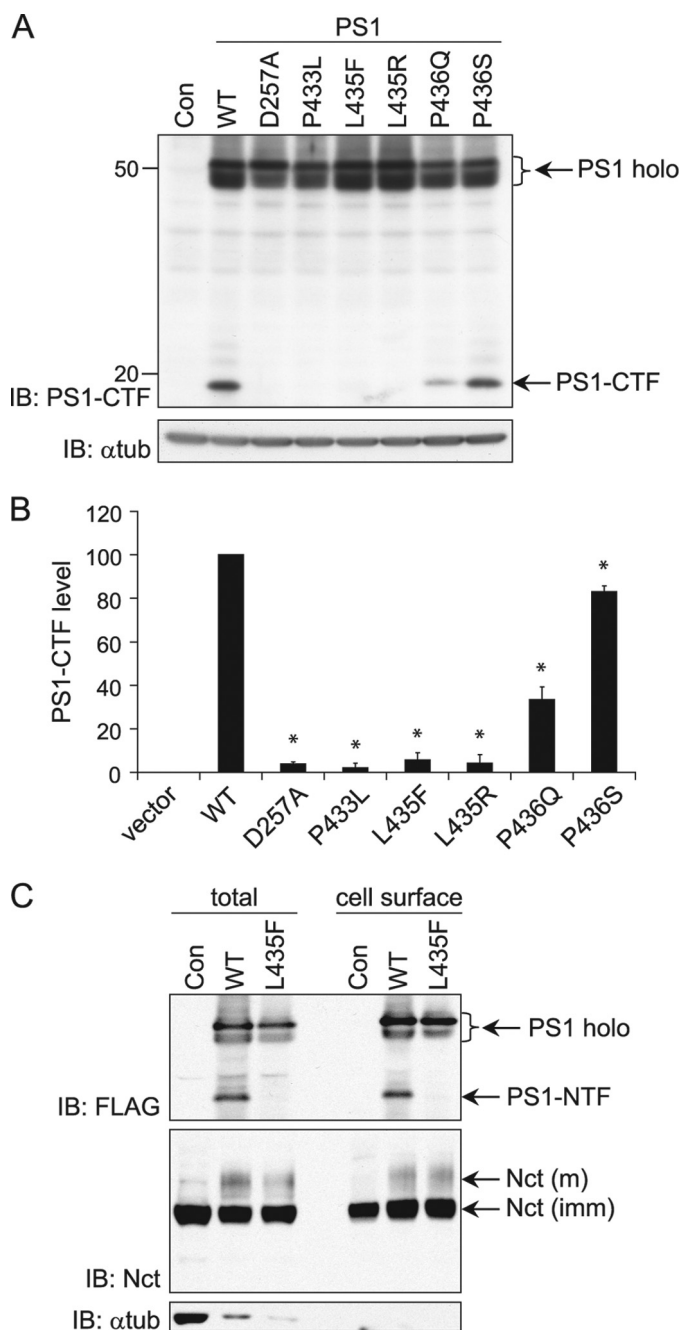 A
PS1
Con WT D257A P433L L435F L435R P436Q P436S
50
PS1 holo
20
PS1-CTF
IB: PS1-CTF
IB: αtub
B
PS1-CTF level
120
100
80
60
40
20
0
* * * * * *
vector WT D257A P433L L435F L435R P436Q P436S
C
total cell surface
Con WT L435F Con WT L435F
PS1 holo
PS1-NTF
IB: FLAG
Nct (m)
Nct (imm)
IB: Nct
IB: αtub